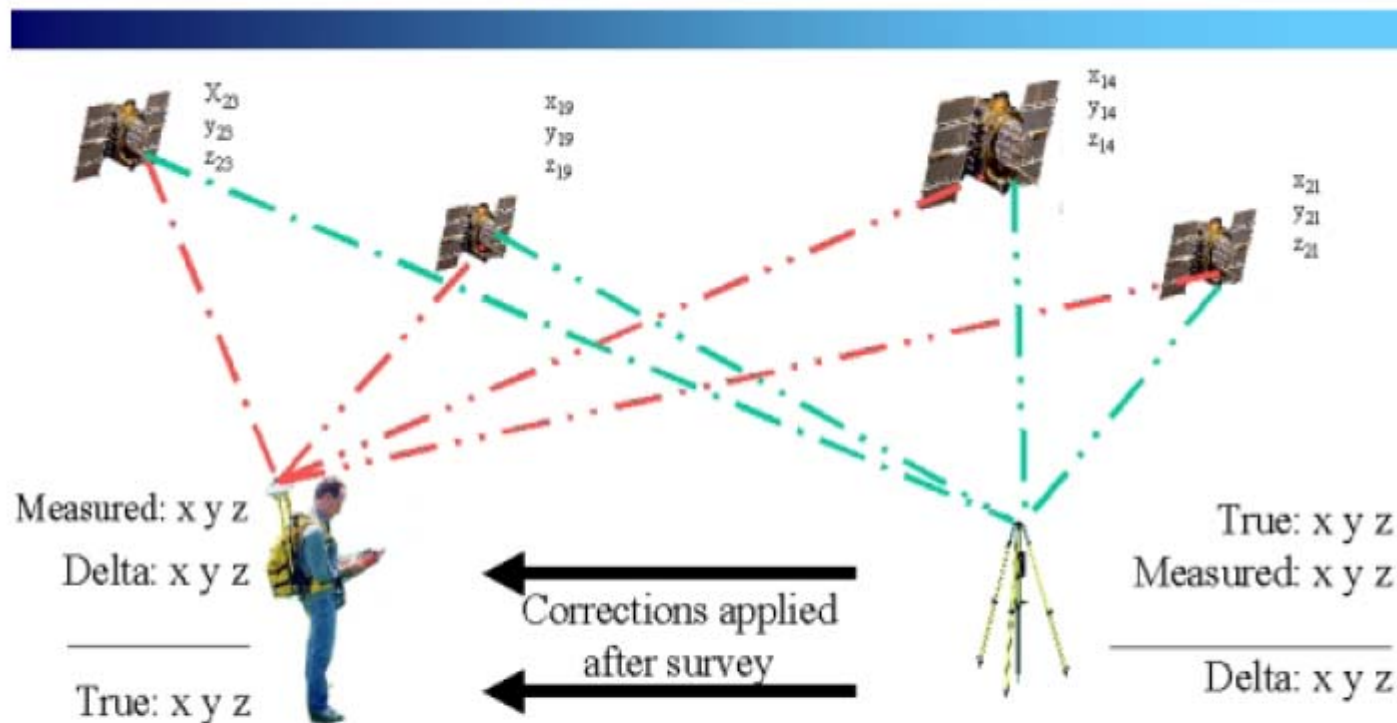 X₂₃
y₂₃
z₂₃
x₁₉
y₁₉
z₁₉
x₁₄
y₁₄
z₁₄
x₂₁
y₂₁
z₂₁
Measured: x y z
Delta: x y z
True: x y z
Corrections applied
after survey
True: x y z
Measured: x y z
Delta: x y z